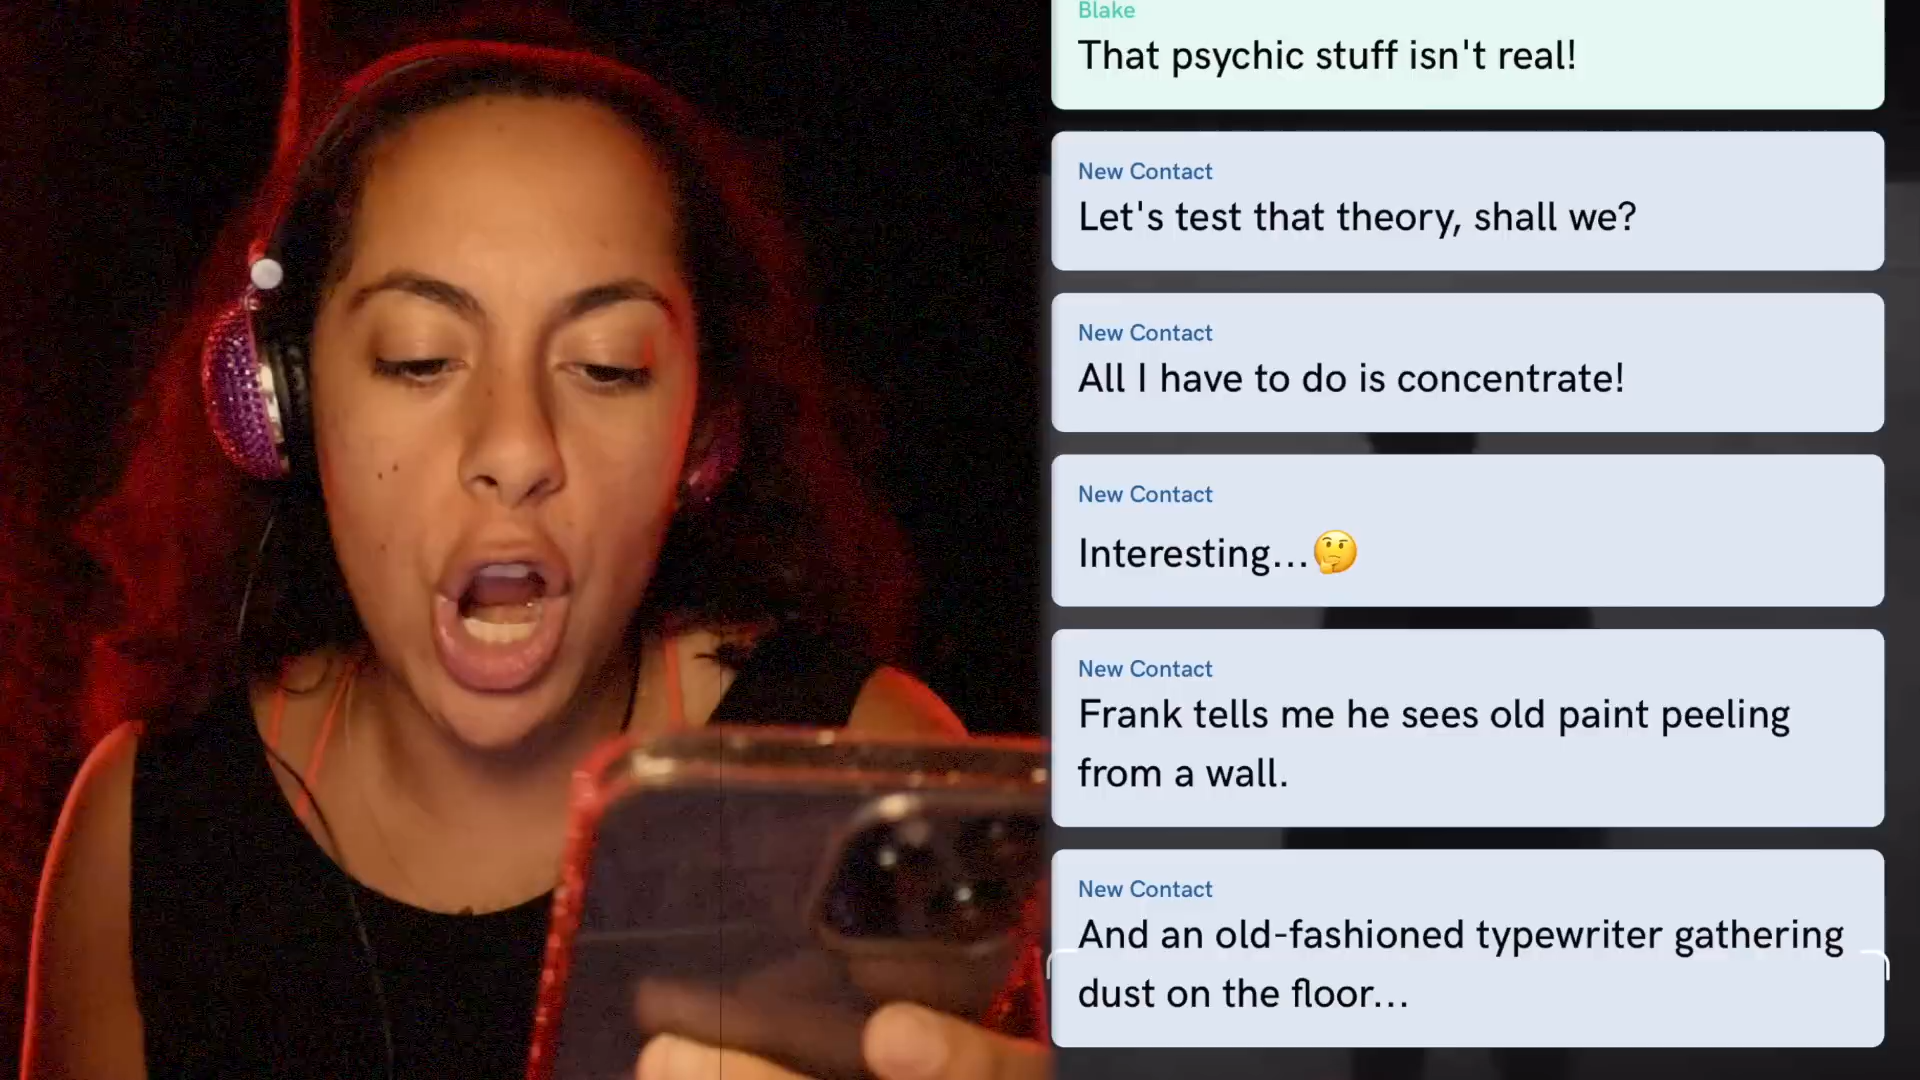 Blake
That psychic stuff isn't real!
New Contact
Let's test that theory, shall we?
New Contact
All I have to do is concentrate!
New Contact
Interesting...🤔
New Contact
Frank tells me he sees old paint peeling
from a wall.
New Contact
And an old-fashioned typewriter gathering
dust on the floor...